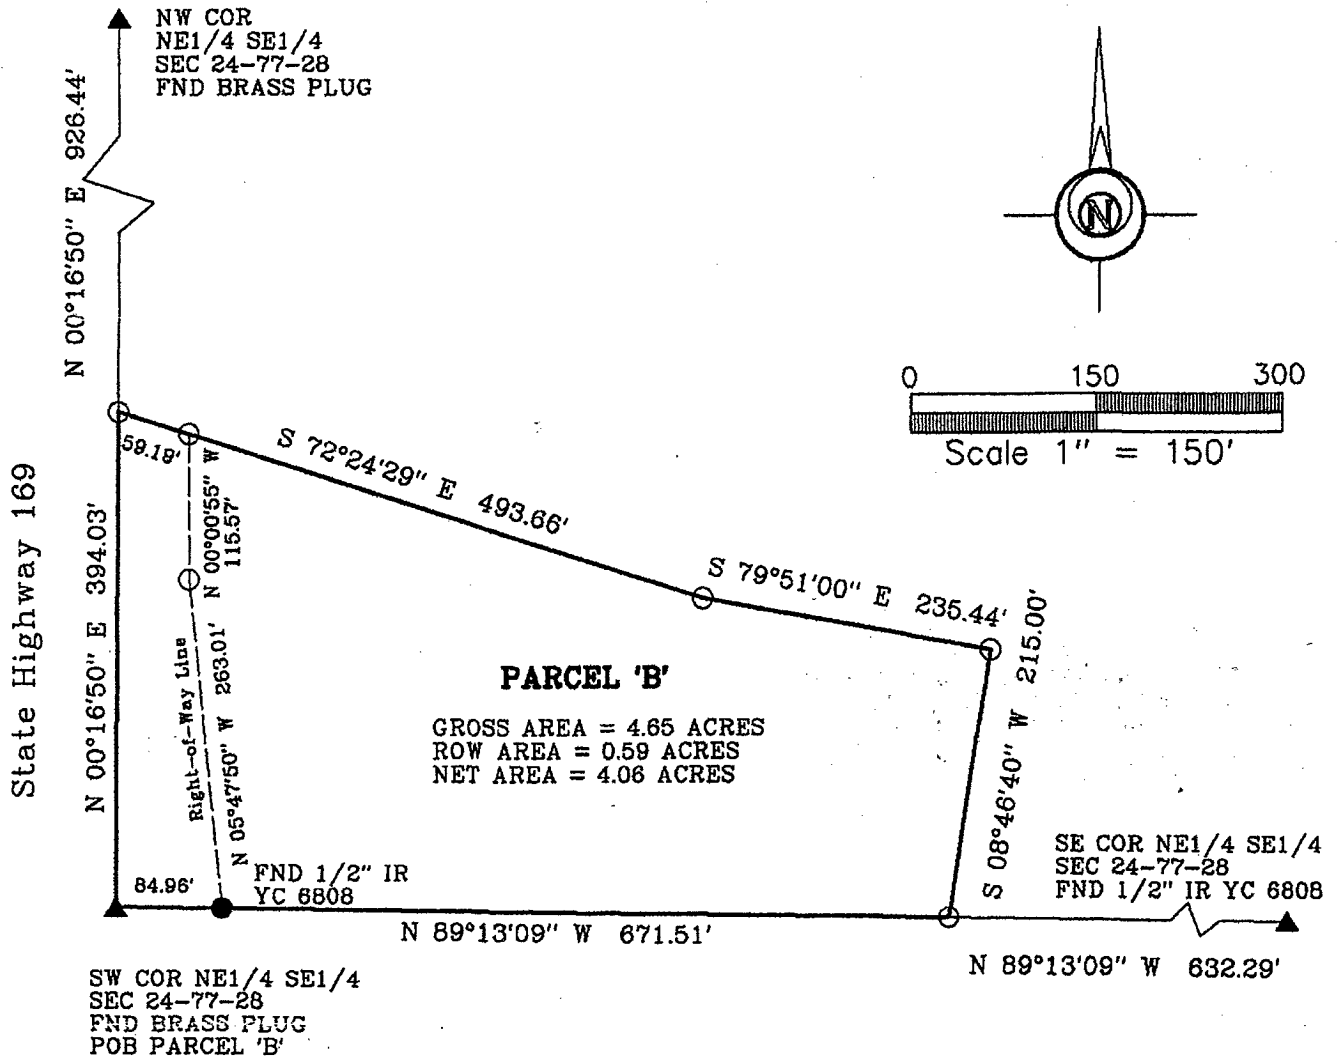 NW COR
NE1/4 SE1/4
SEC 24-77-28
FND BRASS PLUG
N 00°16'50" E 926.44'
N
0 150 300
Scale 1" = 150'
59.18'
S 72°24'29" E 493.66'
N 00°00'55" W
115.57'
S 79°51'00" E 235.44'
State Highway 169
N 00°16'50" E 394.03'
Right-of-Way Line
N 05°47'50" W 263.01'
PARCEL 'B'
GROSS AREA = 4.65 ACRES
ROW AREA = 0.59 ACRES
NET AREA = 4.06 ACRES
S 08°46'40" W 215.00'
SE COR NE1/4 SE1/4
SEC 24-77-28
FND 1/2" IR YC 6808
84.96'
FND 1/2" IR
YC 6808
N 89°13'09" W 671.51'
N 89°13'09" W 632.29'
SW COR NE1/4 SE1/4
SEC 24-77-28
FND BRASS PLUG
POB PARCEL 'B'